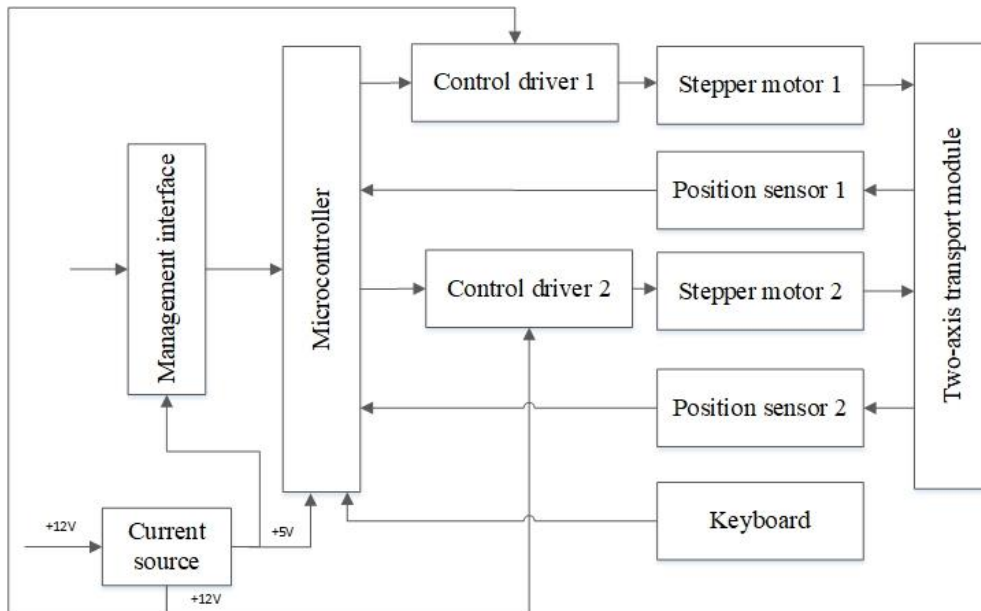 Control driver 1
Stepper motor 1
Position sensor 1
Management interface
Microcontroller
Control driver 2
Stepper motor 2
Two-axis transport module
Position sensor 2
Keyboard
+12V
Current
source
+5V
+12V